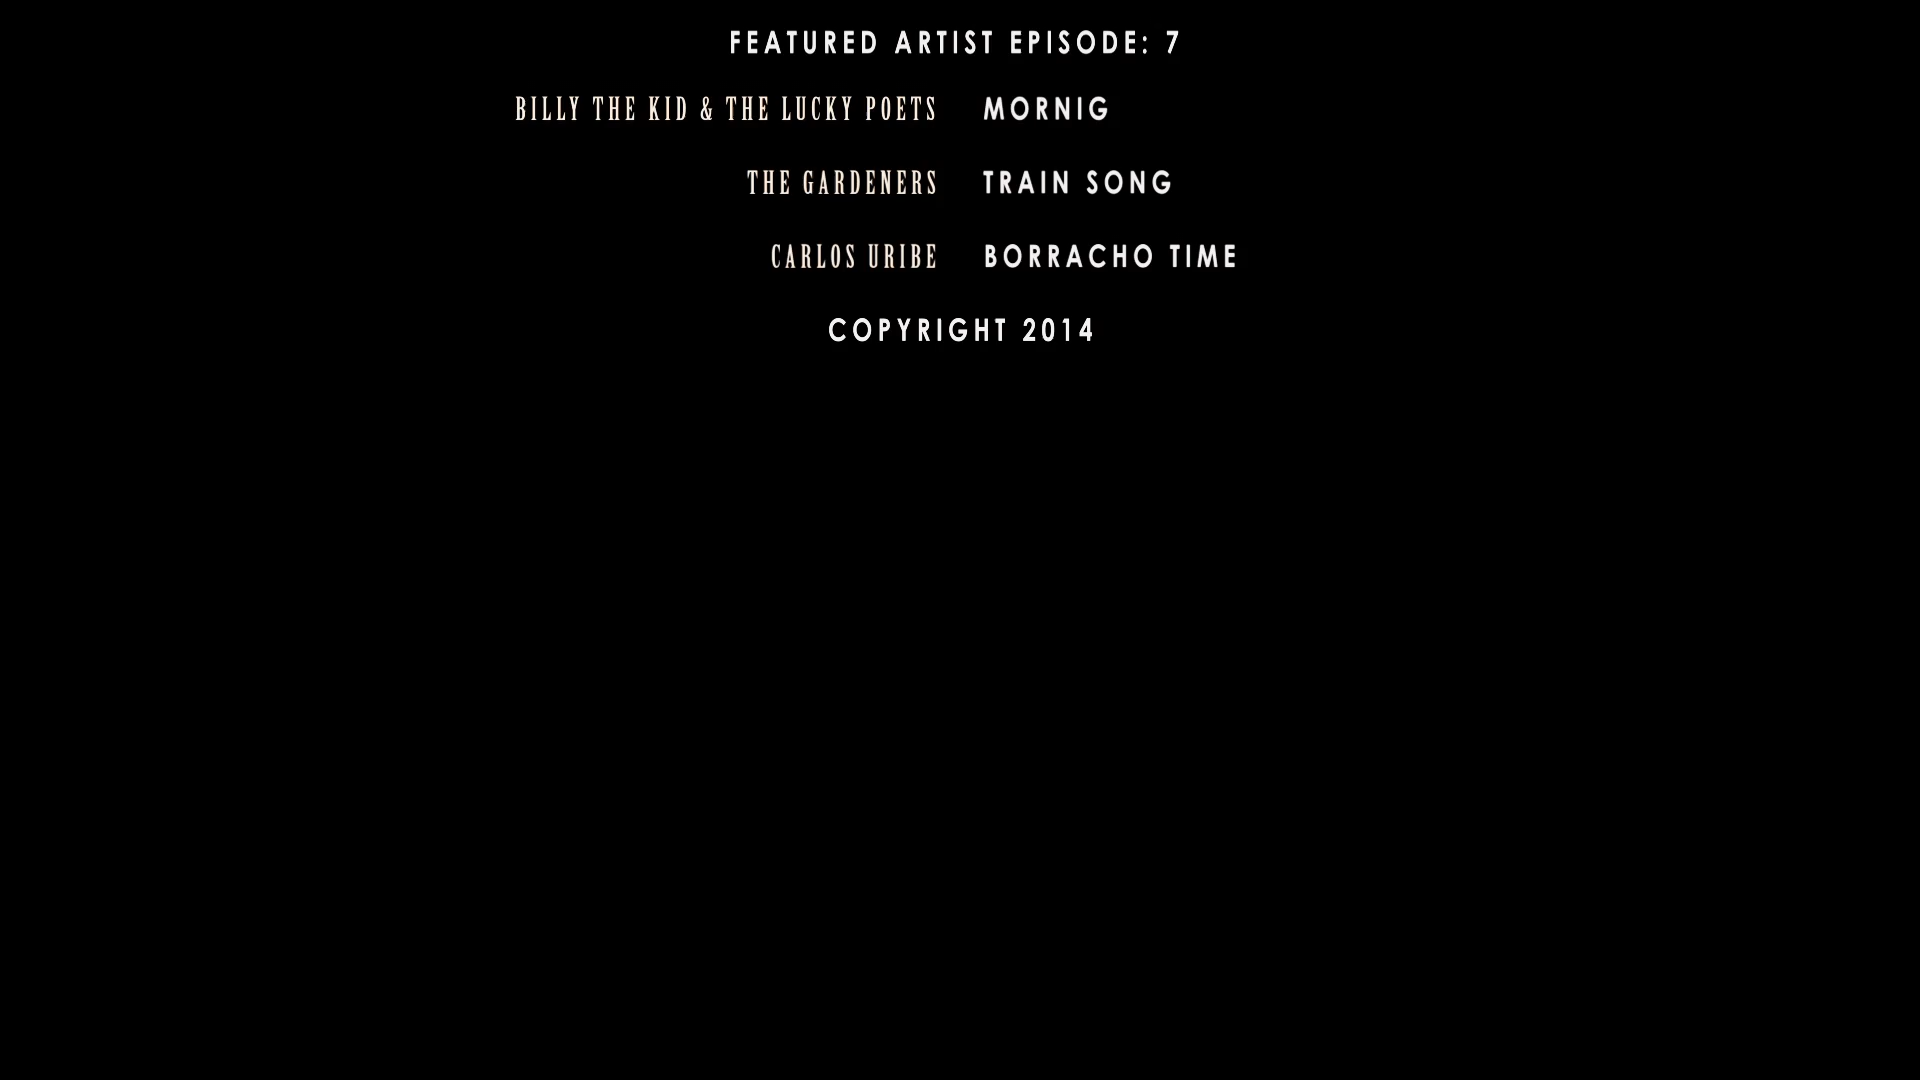 FEATURED ARTIST EPISODE: 7
BILLY THE KID & THE LUCKY POETS MORNIG
THE GARDENERS TRAIN SONG
CARLOS URIBE BORRACHO TIME
COPYRIGHT 2014